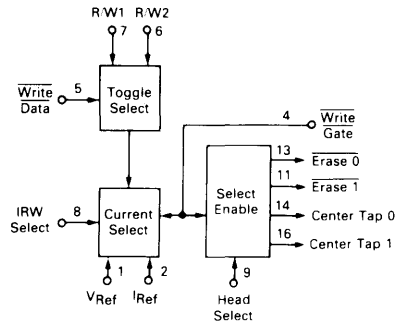 R/W1 R/W2
7 6
Write
Data
5
Toggle
Select
4
Write
Gate
13
Erase 0
11
Erase 1
Select
Enable
14
Center Tap 0
16
Center Tap 1
IRW
Select
8
Current
Select
1 2
VRef IRef
9
Head
Select